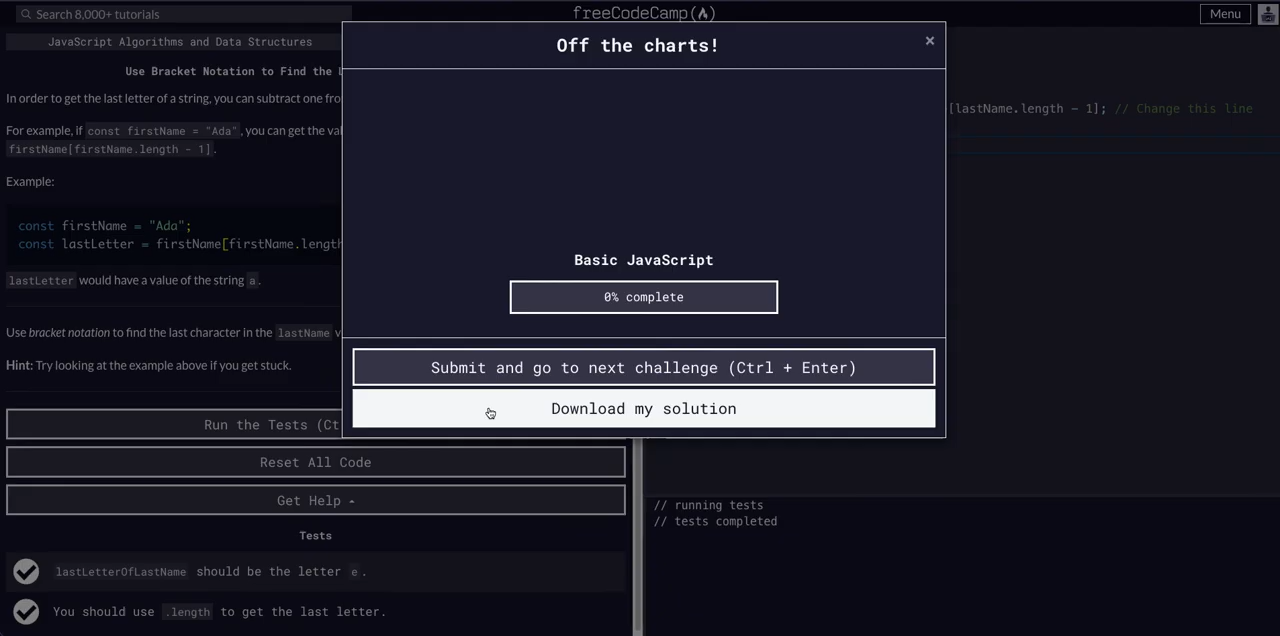 Search 8,000+ tutorials
freeCodeCamp
Menu
JavaScript Algorithms and Data Structures
Use Bracket Notation to Find the
In order to get the last letter of a string, you can subtract one
For example, if const firstName = "Ada", you can get the
firstName[firstName.length - 1].
Example:
const firstName = "Ada";
const lastLetter = firstName[firstName.length
lastLetter would have a value of the string a.
Use bracket notation to find the last character in the lastName
Hint: Try looking at the example above if you get stuck.
Run the Tests
Reset All Code
Get Help
Tests
lastLetterOfLastName should be the letter e.
You should use .length to get the last letter.
Off the charts!
×
Basic JavaScript
0% complete
Submit and go to next challenge (Ctrl + Enter)
Download my solution
[lastName.length - 1]; // Change this line
// running tests
// tests completed